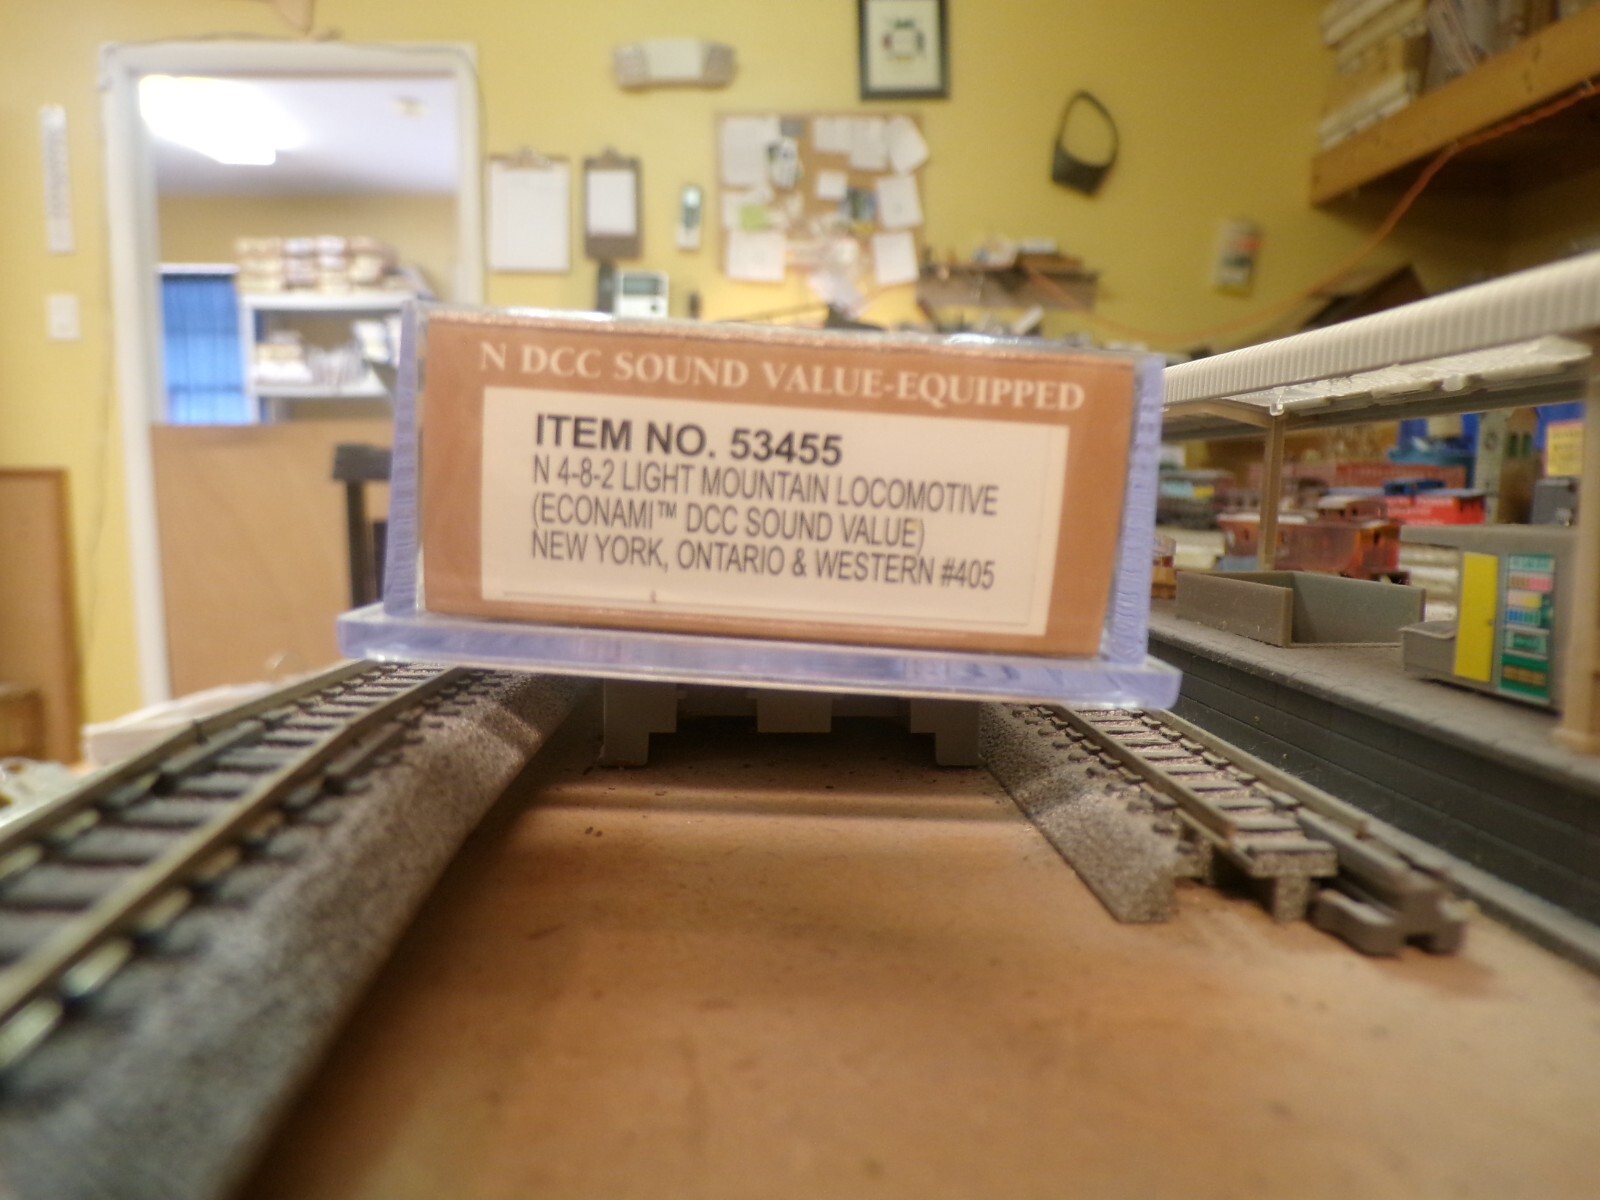 N DCC SOUND VALUE-EQUIPPED
ITEM NO. 53455
N 4-8-2 LIGHT MOUNTAIN LOCOMOTIVE
(ECONAMI™ DCC SOUND VALUE)
NEW YORK, ONTARIO & WESTERN #405